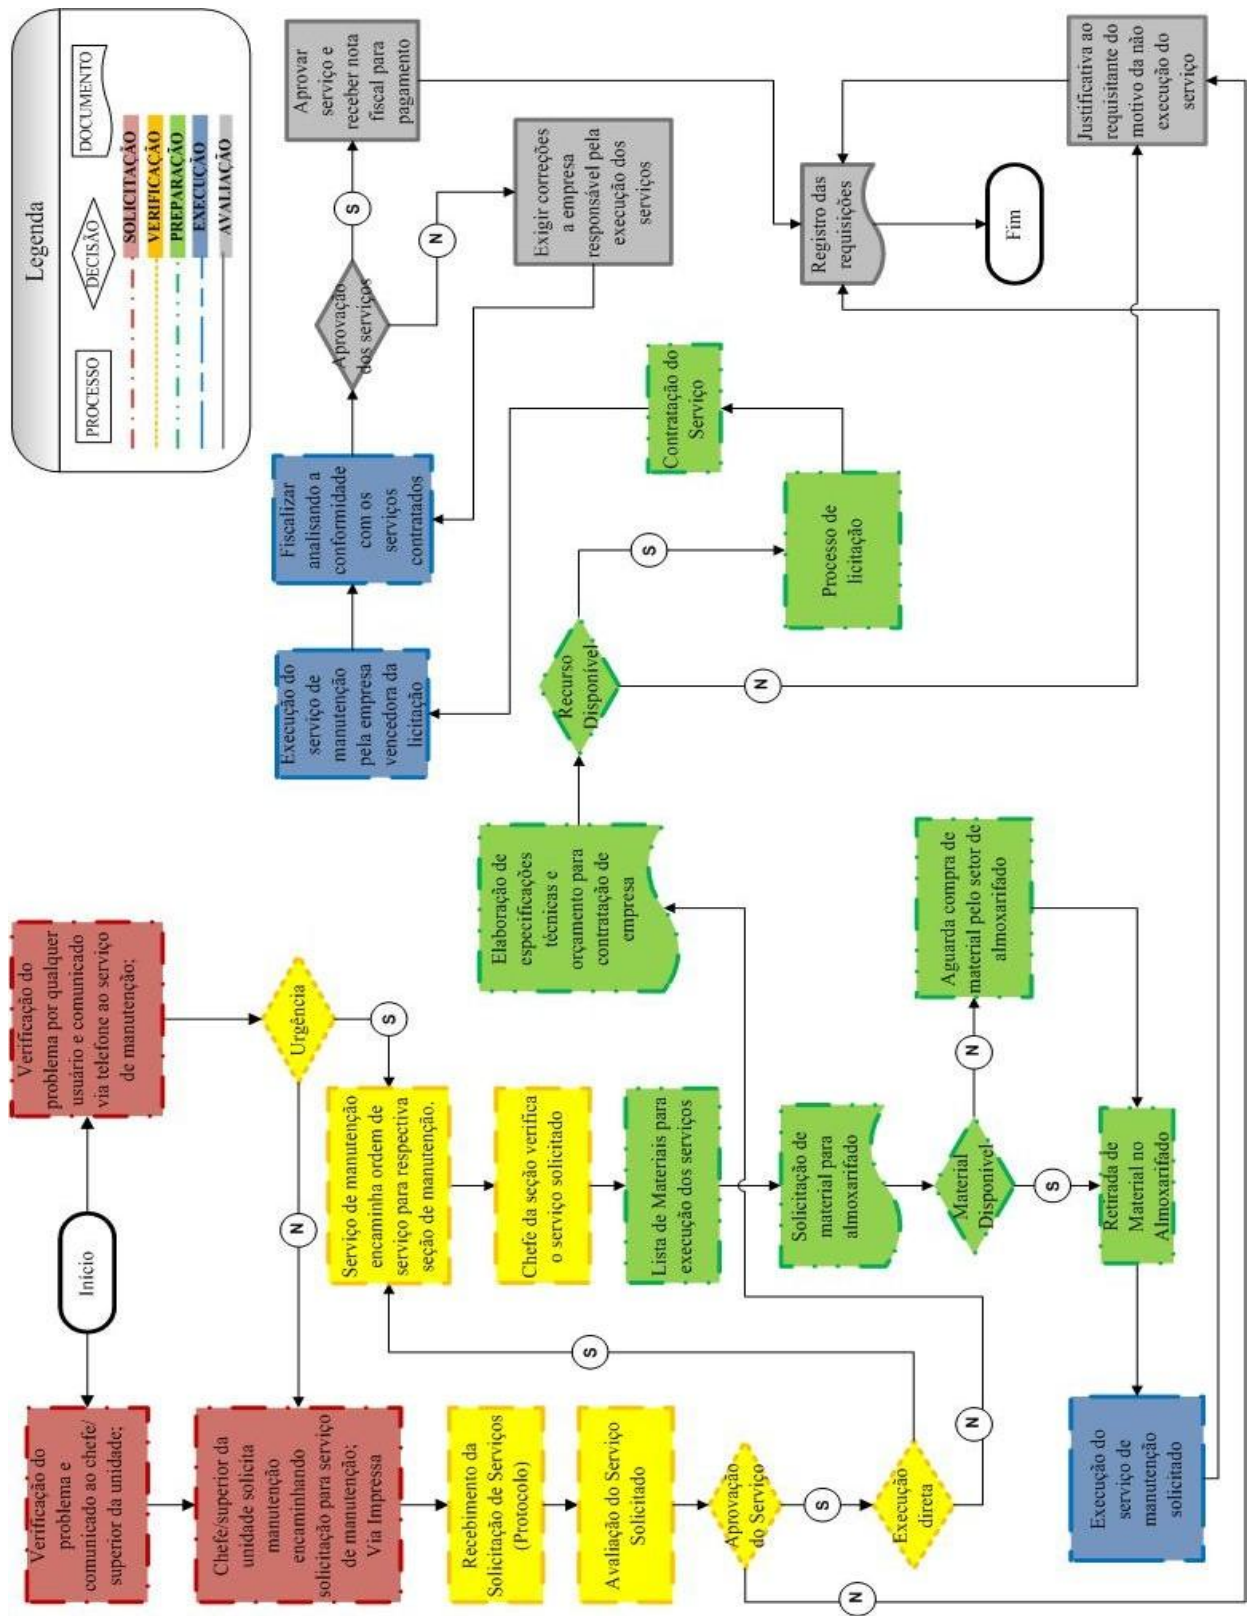 Legenda
PROCESSO
DECISÃO
DOCUMENTO
SOLICITAÇÃO
VERIFICAÇÃO
PREPARAÇÃO
EXECUÇÃO
AVALIAÇÃO
Início
Verificação do
problema e
comunicado ao chefe/
superior da unidade;
Verificação do
problema por qualquer
usuário e comunicado
via telefone ao serviço
de manutenção;
Chefe/superior da
unidade solicita
manutenção
encaminhando
solicitação para serviço
de manutenção;
Via Impressa
N
Urgência
S
Serviço de manutenção
encaminha ordem de
serviço para respectiva
seção de manutenção.
Recebimento da
Solicitação de Serviços
(Protocolo)
Chefe da seção verifica
o serviço solicitado
Avaliação do Serviço
Solicitado
S
Lista de Materiais para
execução dos serviços
Aprovação
do Serviço
S
N
Execução
direta
N
Solicitação de
material para
almoxarifado
Material
Disponível
N
S
Aguarda compra de
material pelo setor de
almoxarifado
Retirada de
Material no
Almoxarifado
Execução do
serviço de
manutenção
solicitado
Elaboração de
especificações
técnicas e
orçamento para
contratação de
empresa
Recurso
Disponível
S
N
Processo de
licitação
Contratação do
Serviço
Execução do
serviço de
manutenção
pela empresa
vencedora da
licitação
Fiscalizar
analisando a
conformidade
com os
serviços
contratados
Aprovação
dos serviços
S
N
Aprovar
serviço e
receber nota
fiscal para
pagamento
Exigir correções
a empresa
responsável pela
execução dos
serviços
Registro das
requisições
Fim
Justificativa ao
requisitante do
motivo da não
execução do
serviço